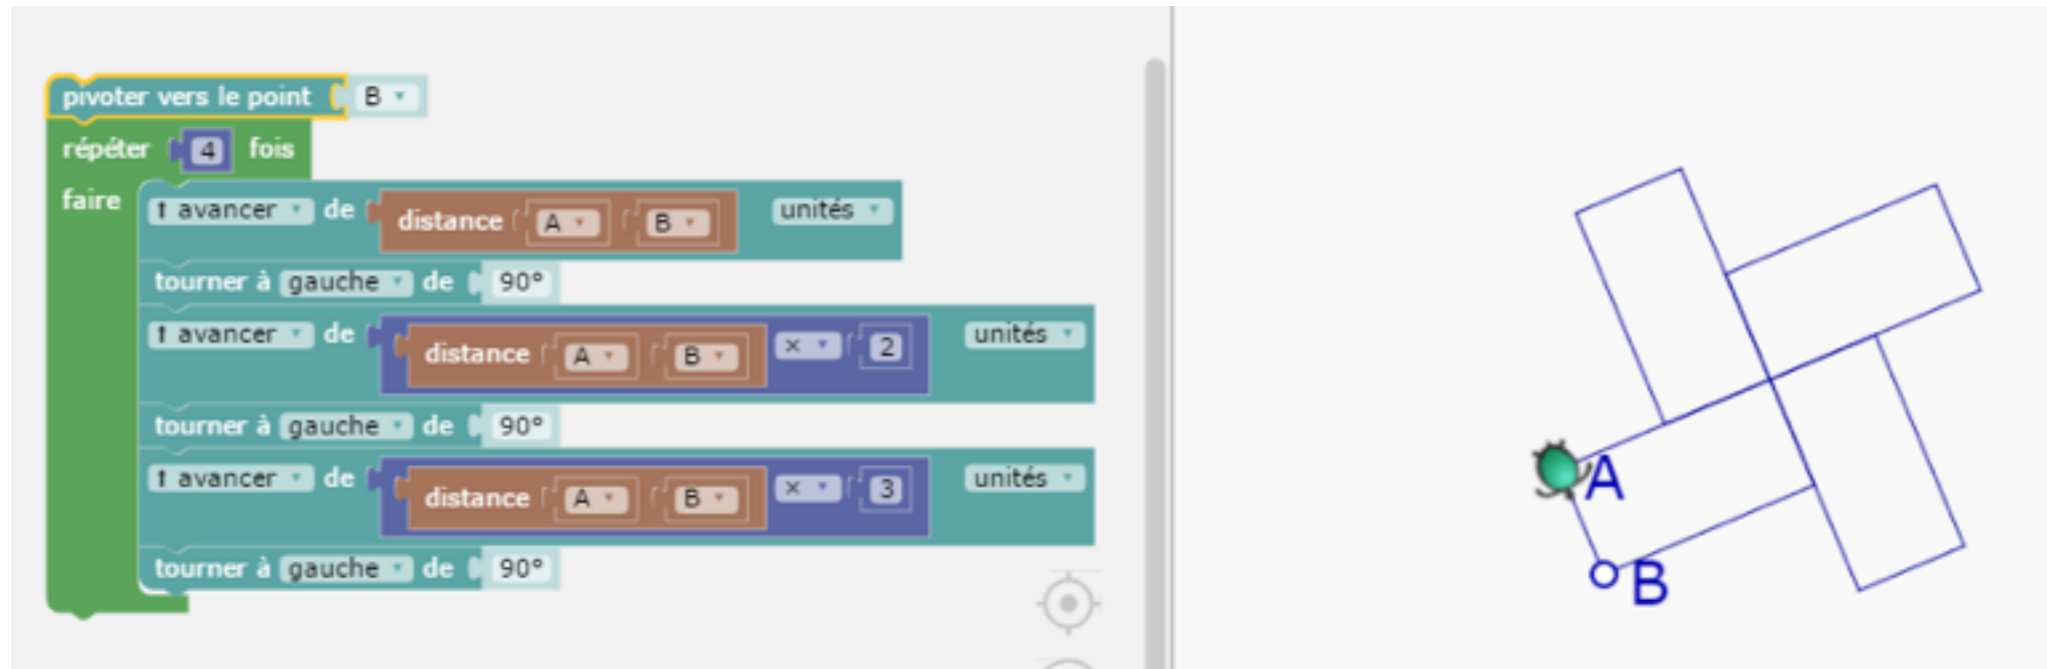 pivoter vers le point B
répéter 4 fois
faire
avancer de distance A B unités
tourner à gauche de 90°
avancer de distance A B × 2 unités
tourner à gauche de 90°
avancer de distance A B × 3 unités
tourner à gauche de 90°
A
B